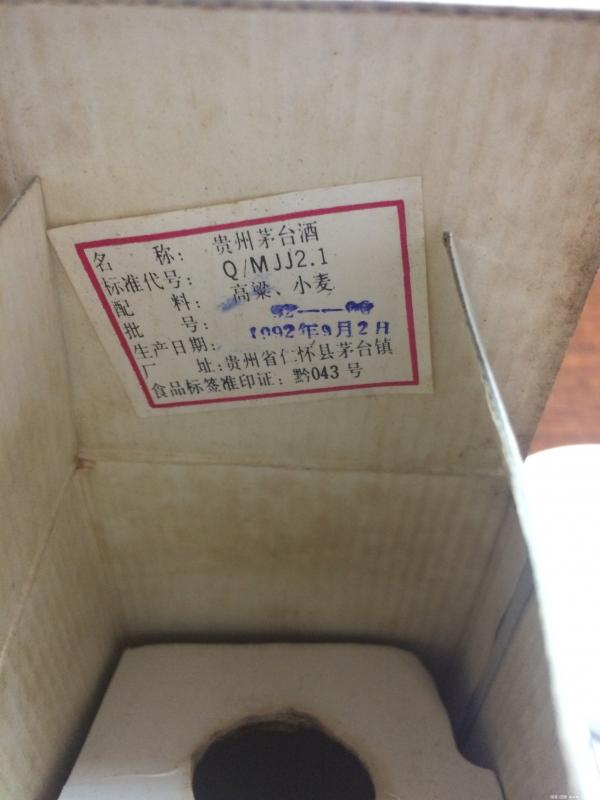 名 称: 贵州茅台酒
标准代号: Q/MJJ2.1
配 料: 高粱、小麦
批 号: 92——
生产日期: 1992年9月2日
厂 址: 贵州省仁怀县茅台镇
食品标签准印证: 黔043 号